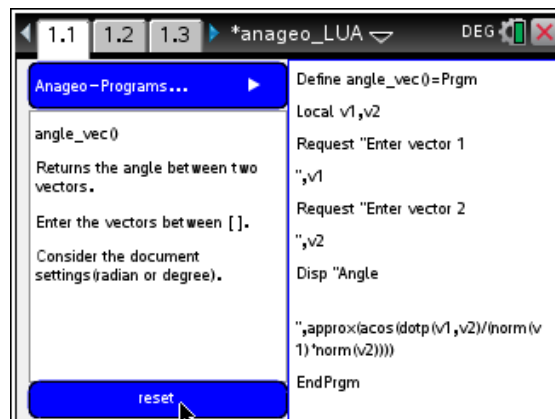 1.1 1.2 1.3 *anageo_LUA DEG
Anageo-Programs...
angle_vec()
Returns the angle between two
vectors.
Enter the vectors between [].
Consider the document
settings(radian or degree).
reset
Define angle_vec()=Prgm
Local v1,v2
Request "Enter vector 1
",v1
Request "Enter vector 2
",v2
Disp "Angle
",approx(acos(dotp(v1,v2)/(norm(v
1)*norm(v2))))
EndPrgm